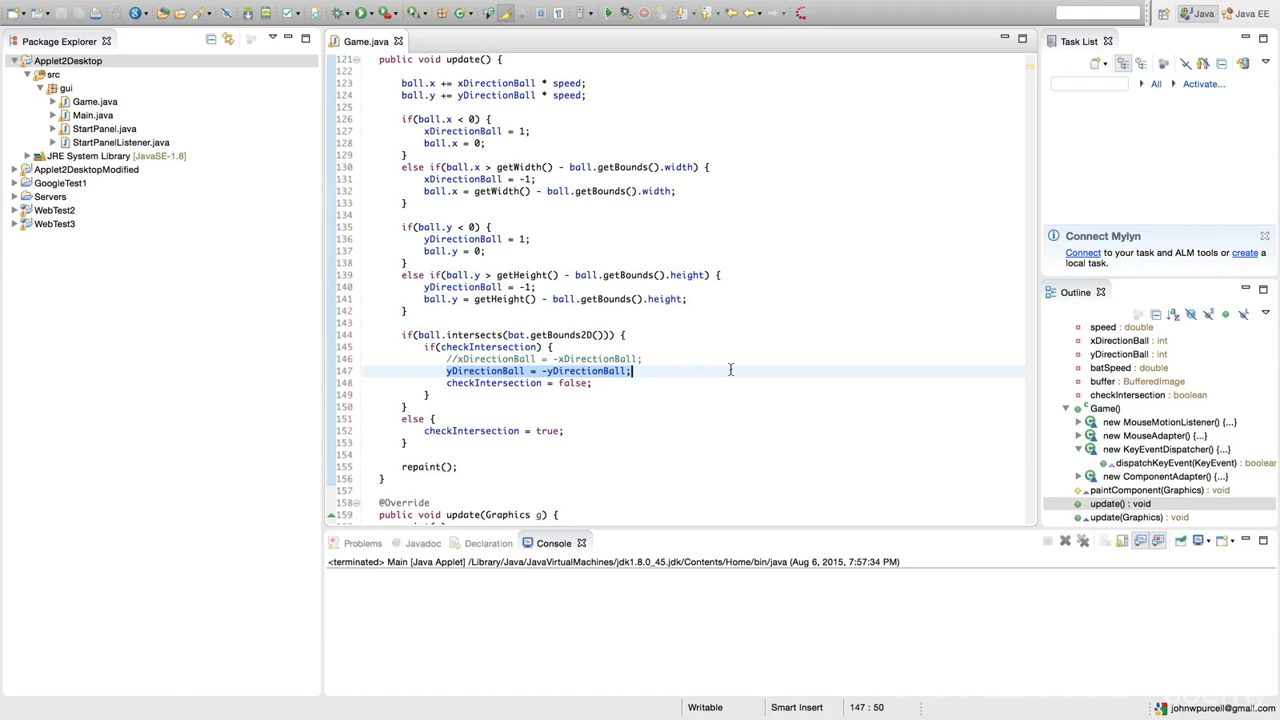 Java
Java EE
Package Explorer
Applet2Desktop
src
gui
Game.java
Main.java
StartPanel.java
StartPanelListener.java
JRE System Library [JavaSE-1.8]
Applet2DesktopModified
GoogleTest1
Servers
WebTest2
WebTest3
Game.java
121 public void update() {
122
123 ball.x += xDirectionBall * speed;
124 ball.y += yDirectionBall * speed;
125
126 if(ball.x < 0) {
127 xDirectionBall = 1;
128 ball.x = 0;
129 }
130 else if(ball.x > getWidth() - ball.getBounds().width) {
131 xDirectionBall = -1;
132 ball.x = getWidth() - ball.getBounds().width;
133 }
134
135 if(ball.y < 0) {
136 yDirectionBall = 1;
137 ball.y = 0;
138 }
139 else if(ball.y > getHeight() - ball.getBounds().height) {
140 yDirectionBall = -1;
141 ball.y = getHeight() - ball.getBounds().height;
142 }
143
144 if(ball.intersects(bat.getBounds2D())) {
145 if(checkIntersection) {
146 //xDirectionBall = -xDirectionBall;
147 yDirectionBall = -yDirectionBall;
148 checkIntersection = false;
149 }
150 }
151 else {
152 checkIntersection = true;
153 }
154
155 repaint();
156 }
157
158 @Override
159 public void update(Graphics g) {
Task List
All
Activate...
Connect Mylyn
Connect to your task and ALM tools or create a
local task.
Outline
speed : double
xDirectionBall : int
yDirectionBall : int
batSpeed : double
buffer : BufferedImage
checkIntersection : boolean
Game()
new MouseMotionListener() {...}
new MouseAdapter() {...}
new KeyEventDispatcher() {...}
dispatchKeyEvent(KeyEvent) : boolean
new ComponentAdapter() {...}
paintComponent(Graphics) : void
update() : void
update(Graphics) : void
Problems
Javadoc
Declaration
Console
<terminated> Main [Java Applet] /Library/Java/JavaVirtualMachines/jdk1.8.0_45.jdk/Contents/Home/bin/java (Aug 6, 2015, 7:57:34 PM)
Writable
Smart Insert
147 : 50
johnwpurcell@gmail.com